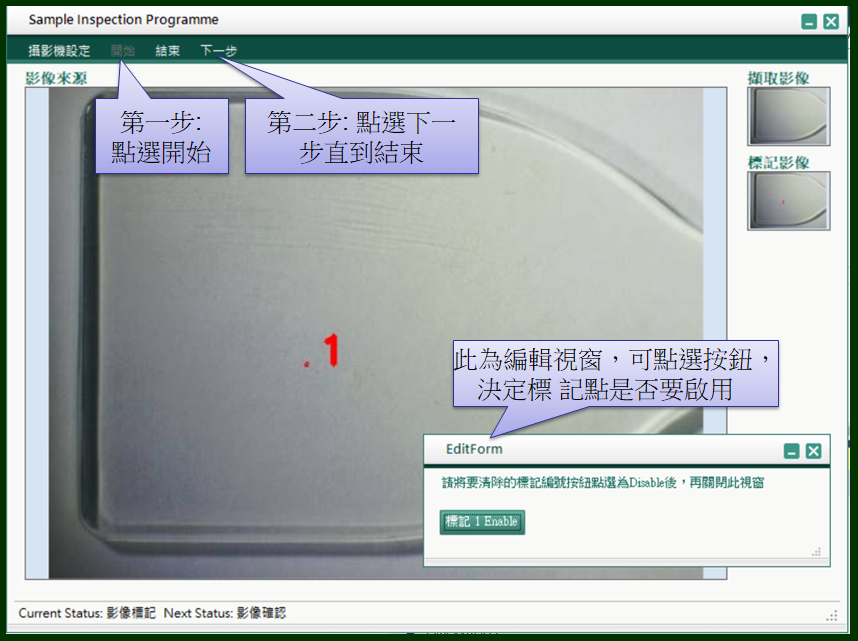 Sample Inspection Programme
攝影機設定 開始 結束 下一步
影像來源
擷取影像
標記影像
第一步:
點選開始
第二步: 點選下一
步直到結束
1
此為編輯視窗，可點選按鈕，
決定標 記點是否要啟用
EditForm
請將要清除的標記編號按鈕點選為Disable後，再關閉此視窗
標記 1 Enable
Current Status: 影像標記 Next Status: 影像確認